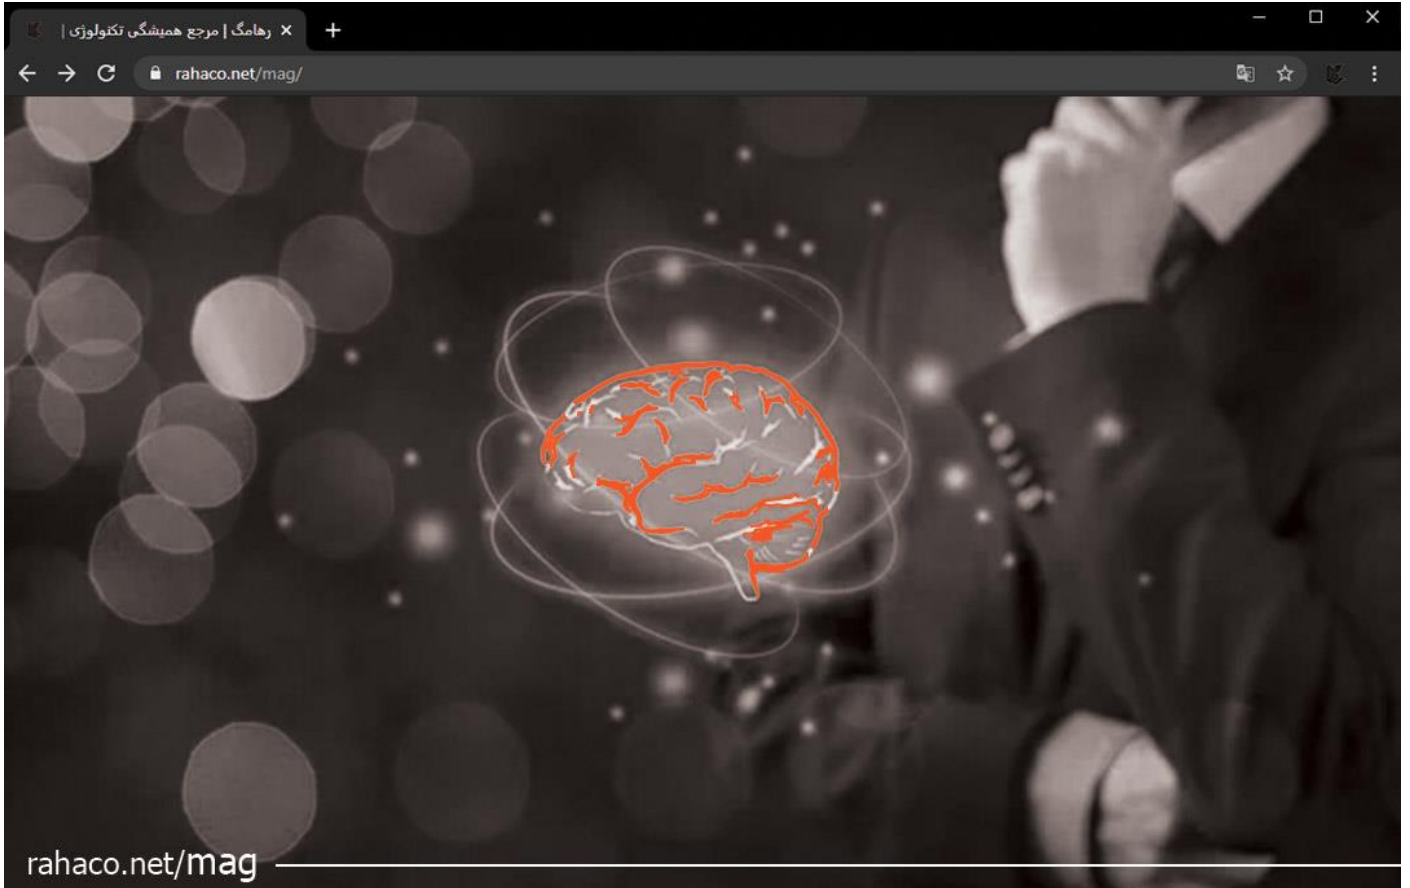 رهامگ | مرجع همیشگی تکنولوژی |
rahaco.net/mag/
rahaco.net/mag